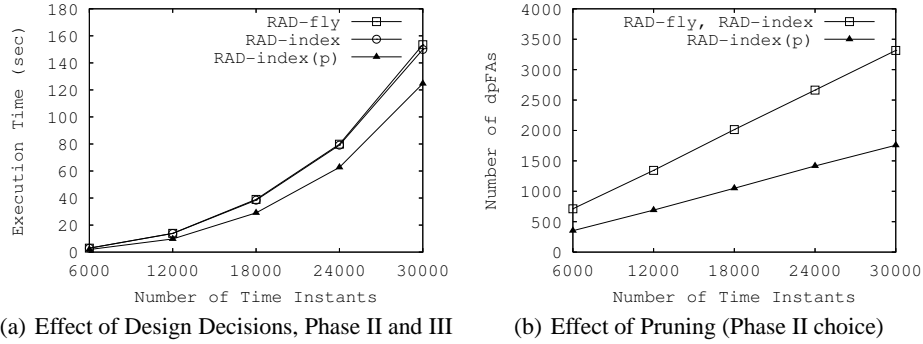 180
160
140
120
100
80
60
40
20
0
Execution Time (sec)
RAD-fly
RAD-index
RAD-index(p)
6000 12000 18000 24000 30000
Number of Time Instants
(a) Effect of Design Decisions, Phase II and III
4000
3500
3000
2500
2000
1500
1000
500
0
Number of dpFAs
RAD-fly, RAD-index
RAD-index(p)
6000 12000 18000 24000 30000
Number of Time Instants
(b) Effect of Pruning (Phase II choice)